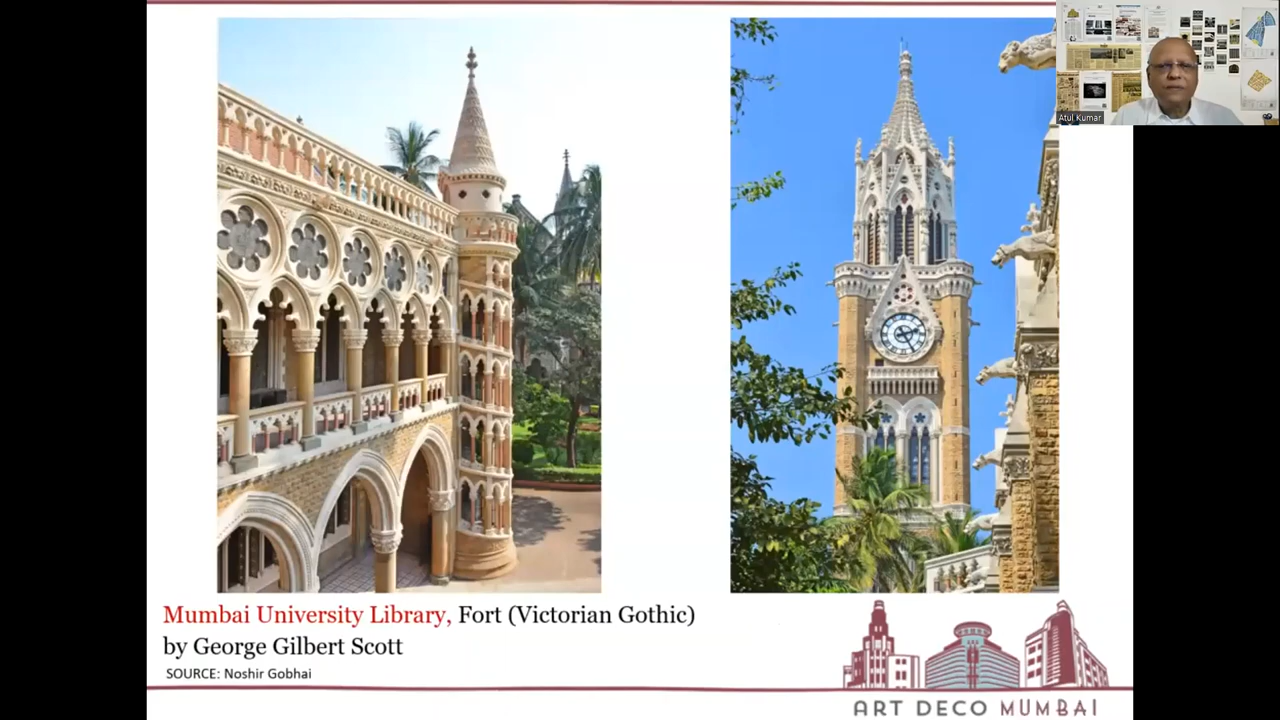 Atul Kumar
Mumbai University Library, Fort (Victorian Gothic)
by George Gilbert Scott
SOURCE: Noshir Gobhai
ART DECO MUMBAI